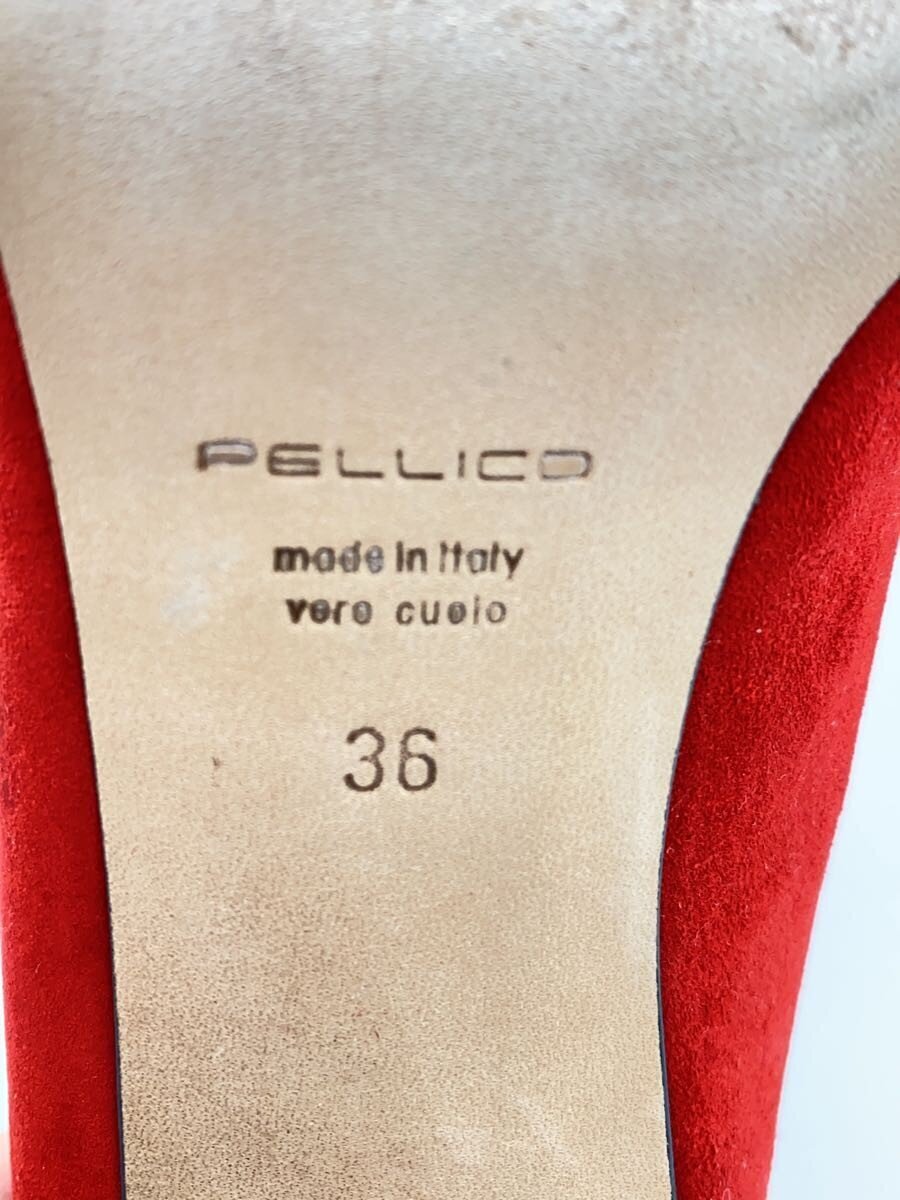 PELLICO
made in Italy
vero cuoio
36